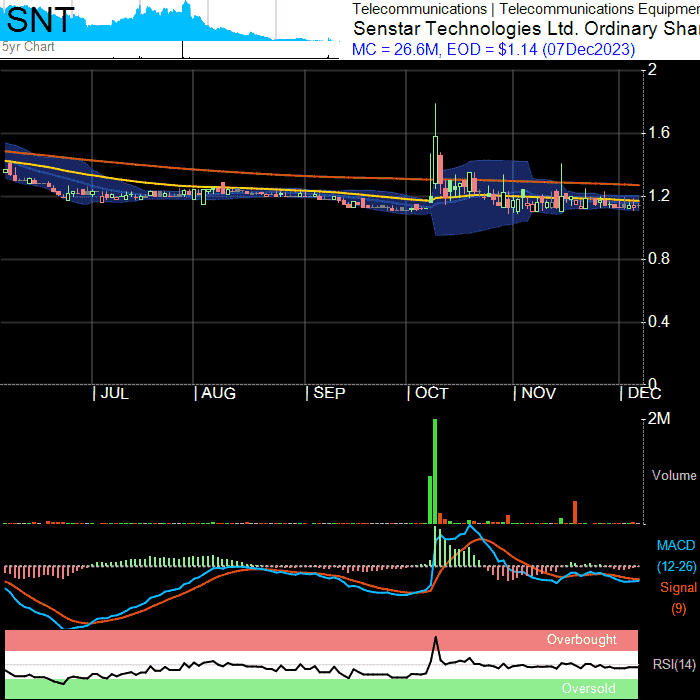 SNT
5yr Chart
Telecommunications | Telecommunications Equipmen
Senstar Technologies Ltd. Ordinary Sha
MC = 26.6M, EOD = $1.14 (07Dec2023)
2
1.6
1.2
0.8
0.4
0
JUL
AUG
SEP
OCT
NOV
DEC
2M
Volume
MACD
(12-26)
Signal
(9)
Overbought
RSI(14)
Oversold